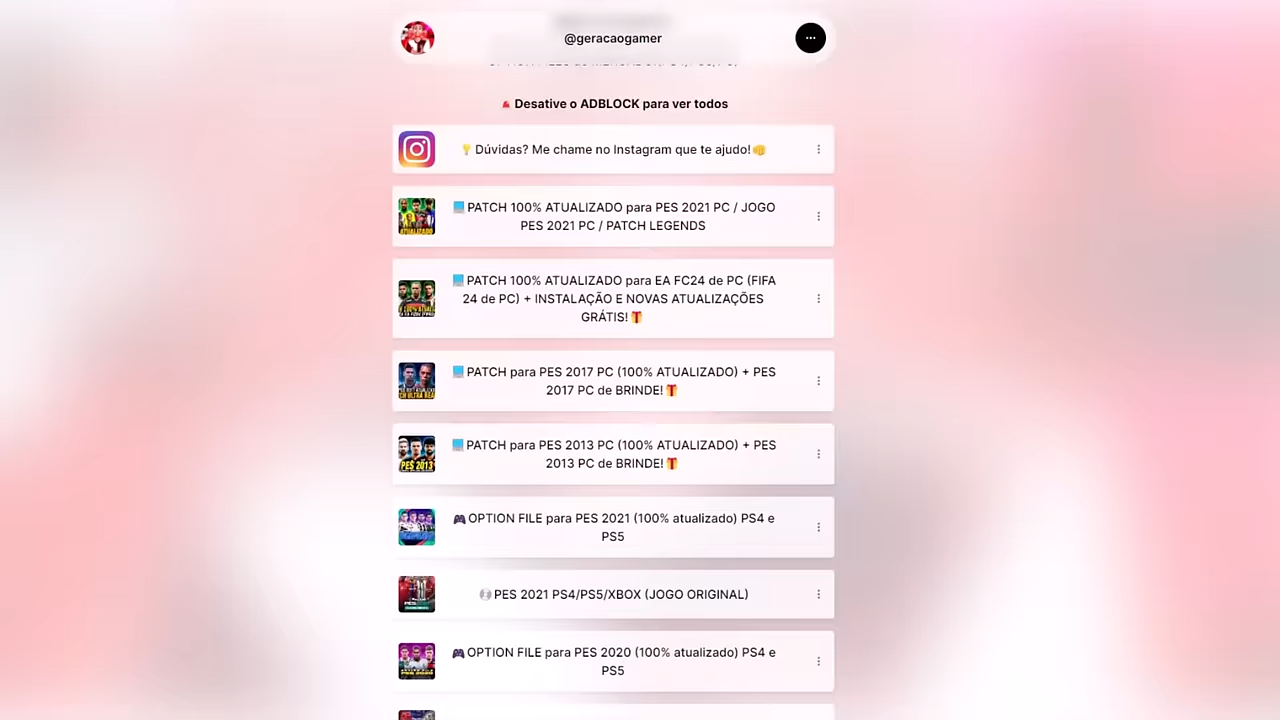 @geracaogamer
Desative o ADBLOCK para ver todos
Dúvidas? Me chame no Instagram que te ajudo!
PATCH 100% ATUALIZADO para PES 2021 PC / JOGO
PES 2021 PC / PATCH LEGENDS
PATCH 100% ATUALIZADO para EA FC24 de PC (FIFA
24 de PC) + INSTALAÇÃO E NOVAS ATUALIZAÇÕES
GRÁTIS!
PATCH para PES 2017 PC (100% ATUALIZADO) + PES
2017 PC de BRINDE!
PATCH para PES 2013 PC (100% ATUALIZADO) + PES
2013 PC de BRINDE!
PES 2013
OPTION FILE para PES 2021 (100% atualizado) PS4 e
PS5
PES 2021 PS4/PS5/XBOX (JOGO ORIGINAL)
OPTION FILE para PES 2020 (100% atualizado) PS4 e
PS5